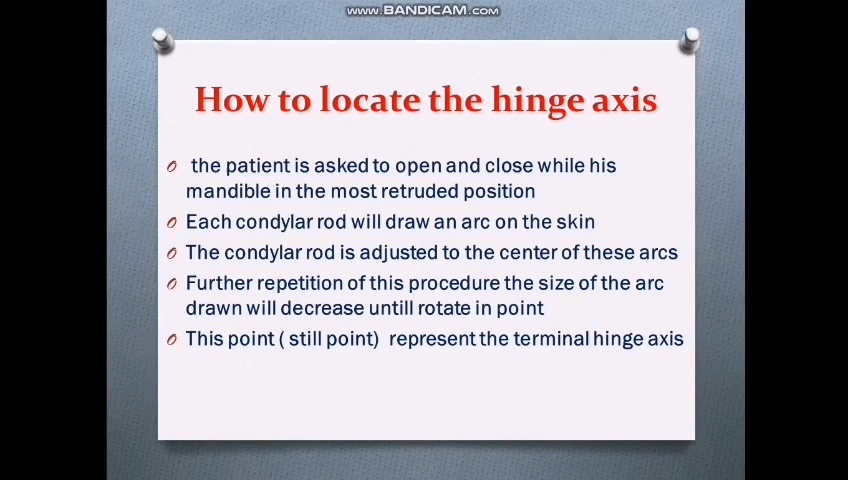 www.BANDICAM.com
How to locate the hinge axis
the patient is asked to open and close while his
mandible in the most retruded position
Each condylar rod will draw an arc on the skin
The condylar rod is adjusted to the center of these arcs
Further repetition of this procedure the size of the arc
drawn will decrease untill rotate in point
This point ( still point) represent the terminal hinge axis